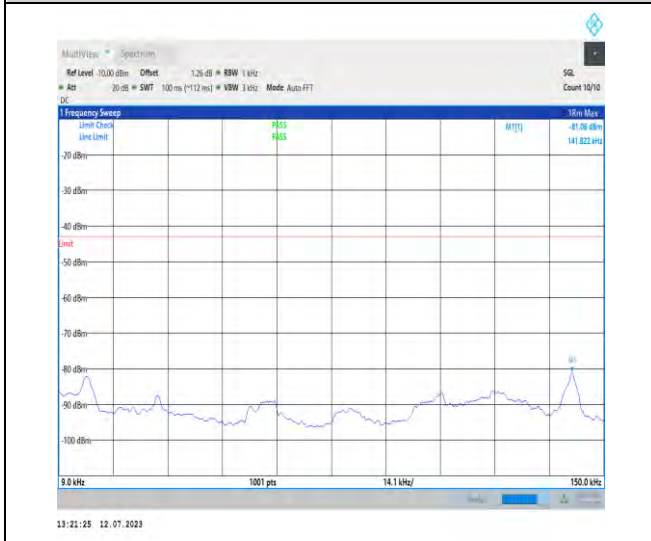 MultiView Spectrum
Ref Level -10.00 dBm Offset 1.26 dB RBW 1 kHz SGL
Att 20 dB SWT 100 ms (~112 ms) VBW 3 kHz Mode Auto FFT Count 10/10
DC
1 Frequency Sweep 1Rm Max
Limit Check PASS M1[1] -81.06 dBm
Line Limit PASS 141.822 kHz
-20 dBm
-30 dBm
-40 dBm
Limit
-50 dBm
-60 dBm
-70 dBm
M1
-80 dBm
-90 dBm
-100 dBm
9.0 kHz 1001 pts 14.1 kHz/ 150.0 kHz
13:21:25 12.07.2023